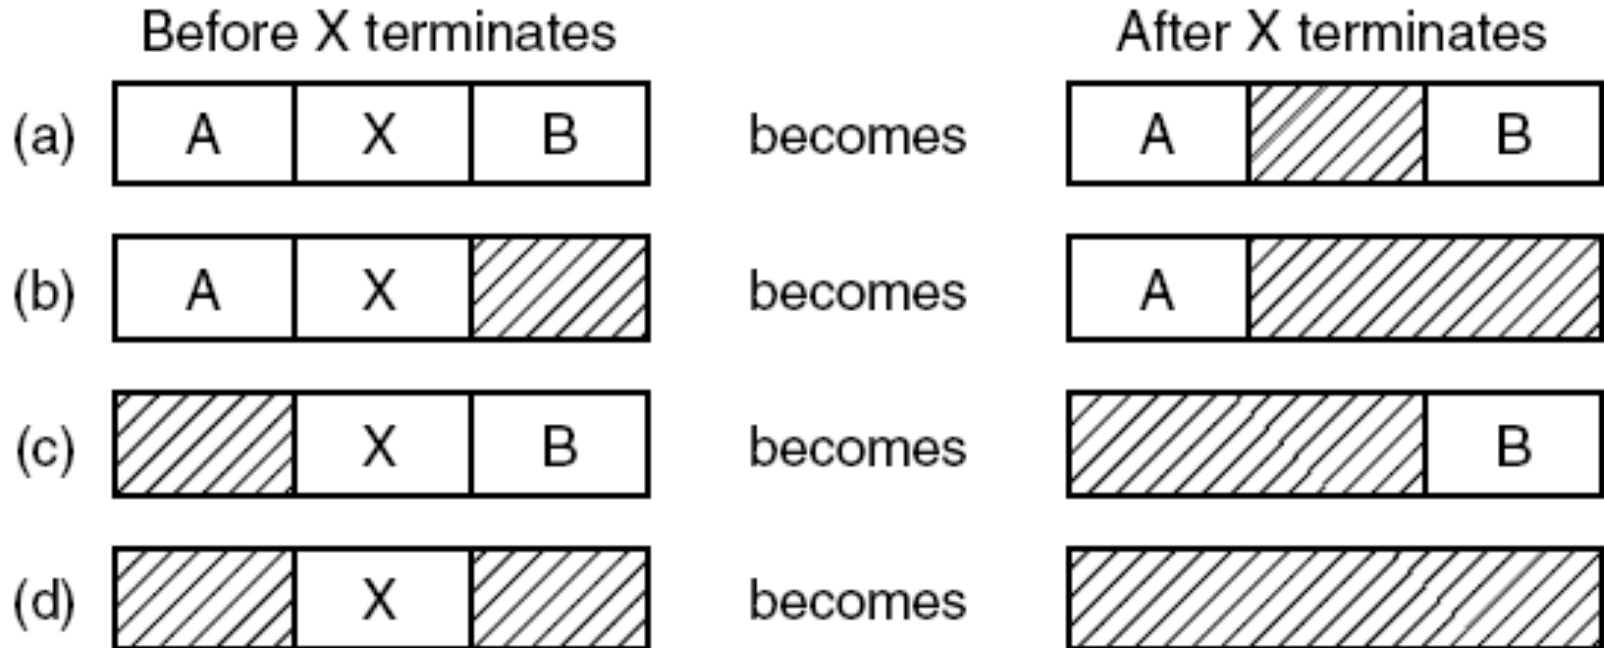 Before X terminates After X terminates
(a) A X B becomes A B
(b) A X becomes A
(c) X B becomes B
(d) X becomes